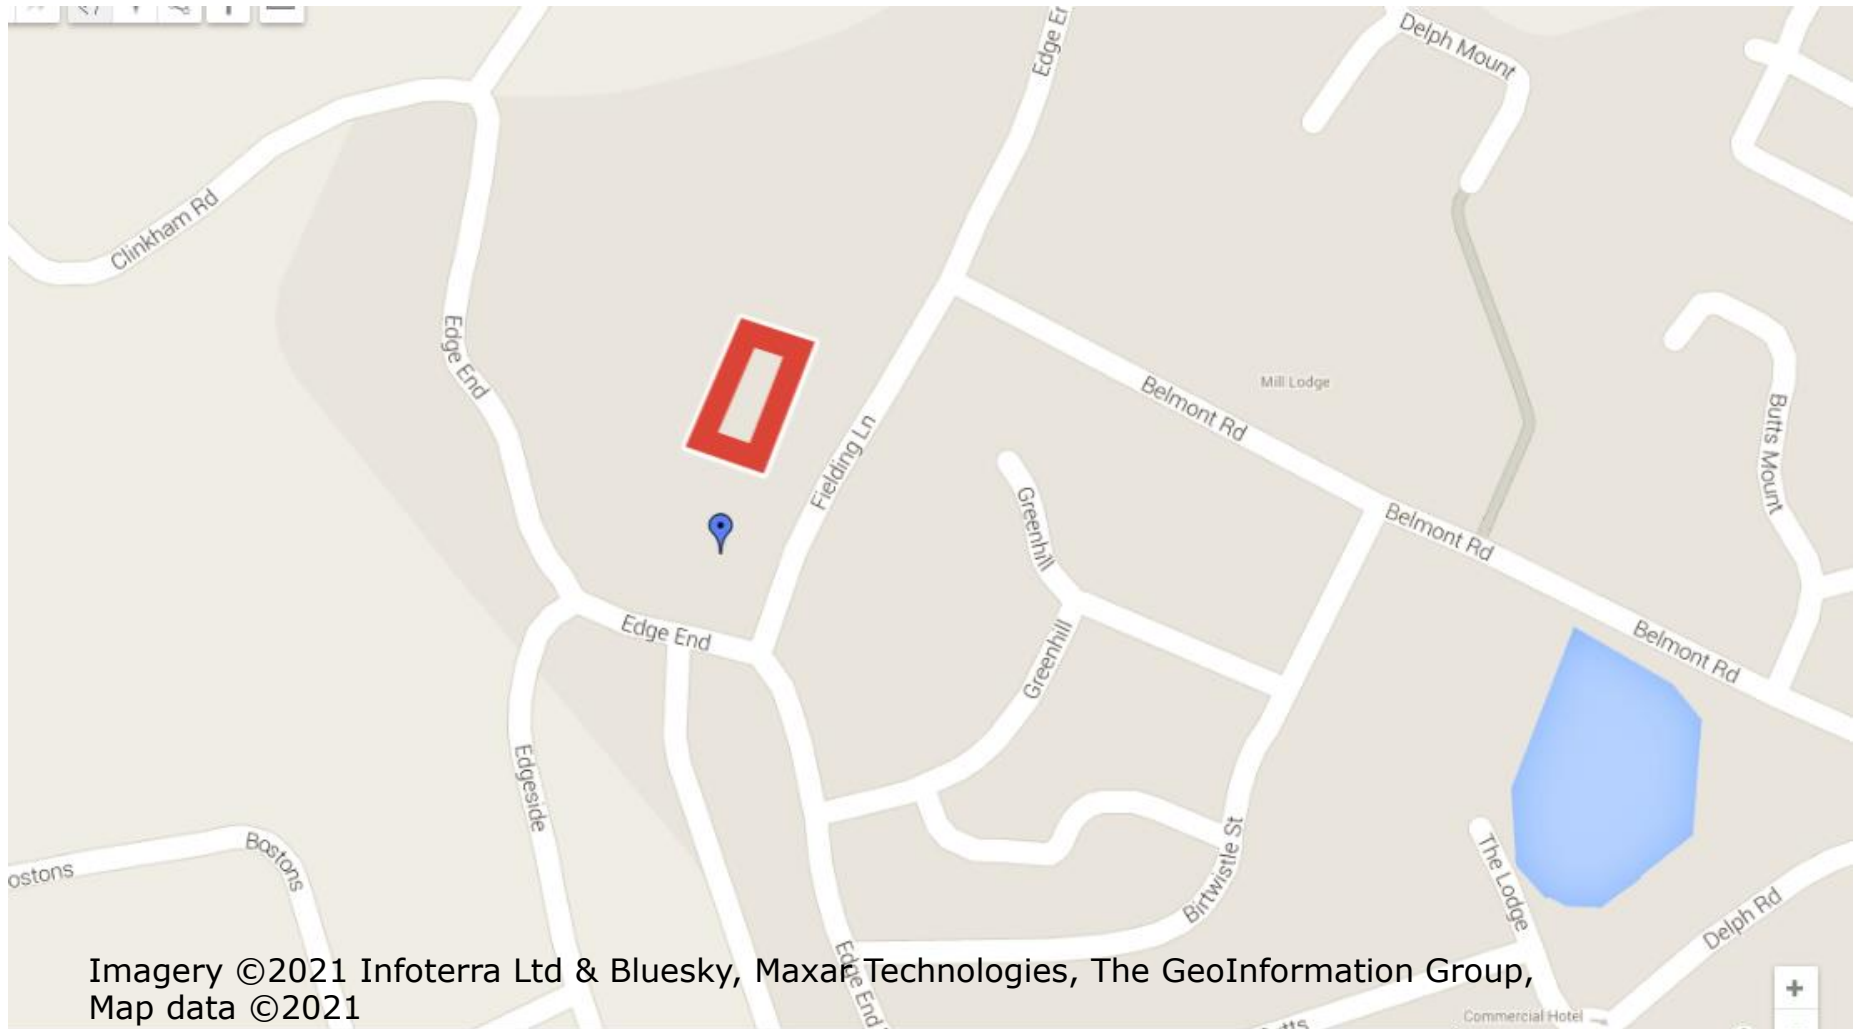 Edge En
Delph Mount
Clinkham Rd
Edge End
Mill Lodge
Belmont Rd
Butts Mount
Fielding Ln
Greenhill
Belmont Rd
Edge End
Belmont Rd
Greenhill
Edgeside
Bostons
ostons
Birtwistle St
The Lodge
Delph Rd
Edge End
Imagery ©2021 Infoterra Ltd & Bluesky, Maxar Technologies, The GeoInformation Group,
Map data ©2021
Commercial Hotel